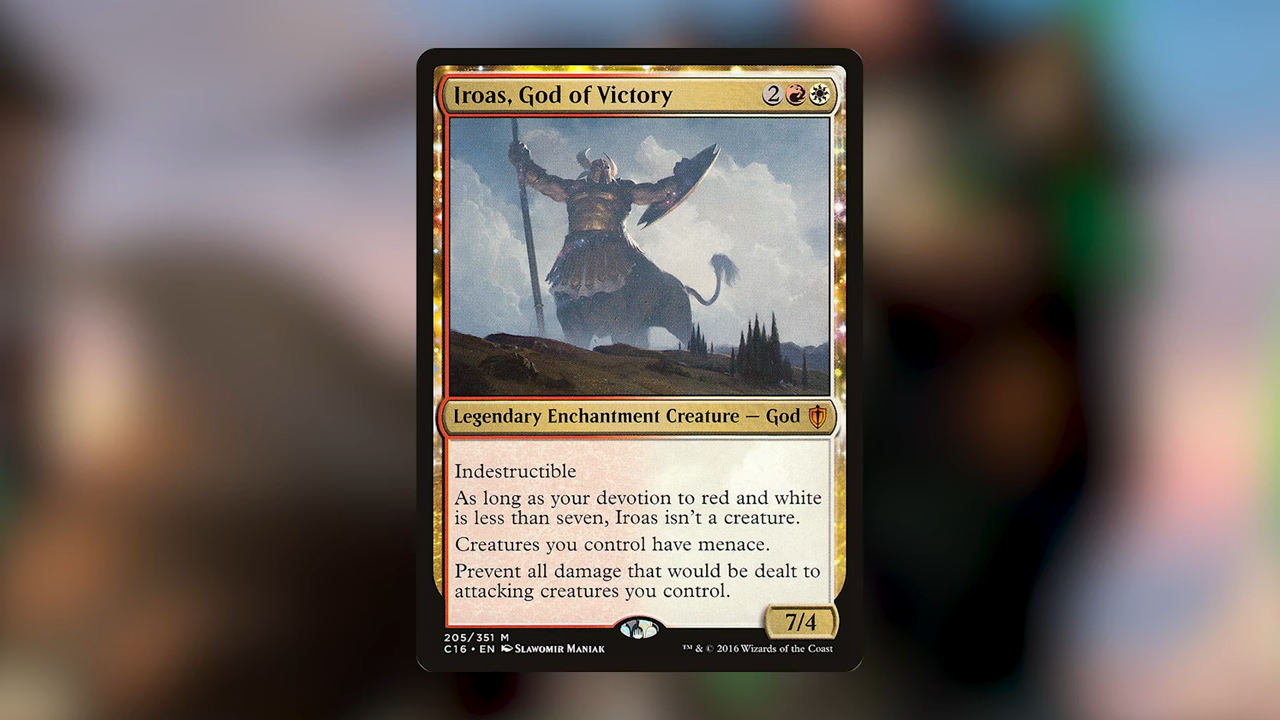 Iroas, God of Victory 2
Legendary Enchantment Creature — God
Indestructible
As long as your devotion to red and white
is less than seven, Iroas isn't a creature.
Creatures you control have menace.
Prevent all damage that would be dealt to
attacking creatures you control.
7/4
205/351 M
C16 • EN Slawomir Maniak
™ & © 2016 Wizards of the Coast